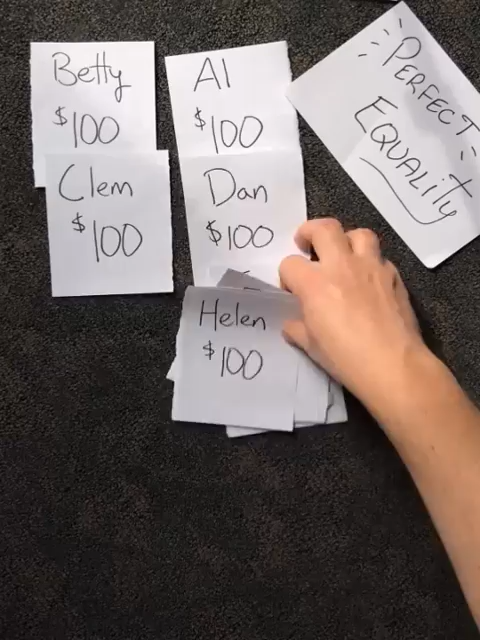 Betty
$100
Clem
$100
Al
$100
Dan
$100
Helen
$100
PERFECT
EQUALITY